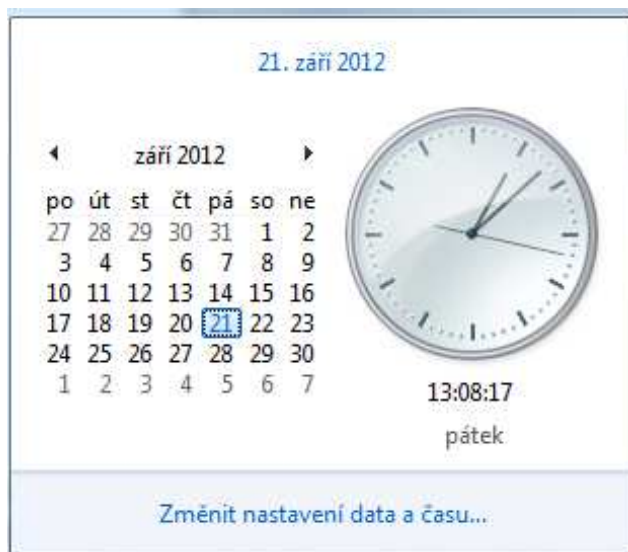 21. září 2012
září 2012
po út st čt pá so ne
27 28 29 30 31 1 2
3 4 5 6 7 8 9
10 11 12 13 14 15 16
17 18 19 20 21 22 23
24 25 26 27 28 29 30
1 2 3 4 5 6 7
13:08:17
pátek
Změnit nastavení data a času...